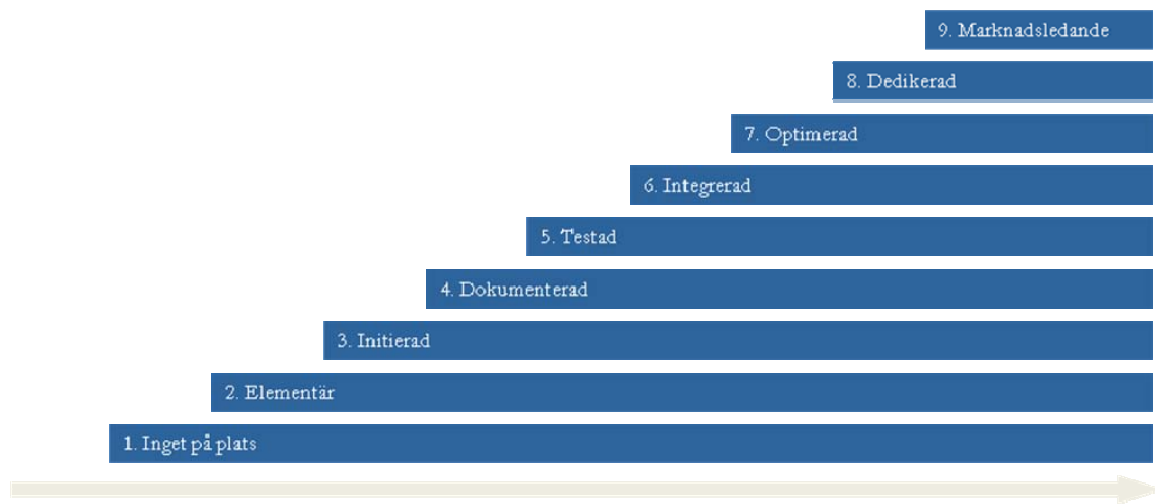 9. Marknadsledande
8. Dedikerad
7. Optimerad
6. Integrerad
5. Testad
4. Dokumenterad
3. Initierad
2. Elementär
1. Inget på plats